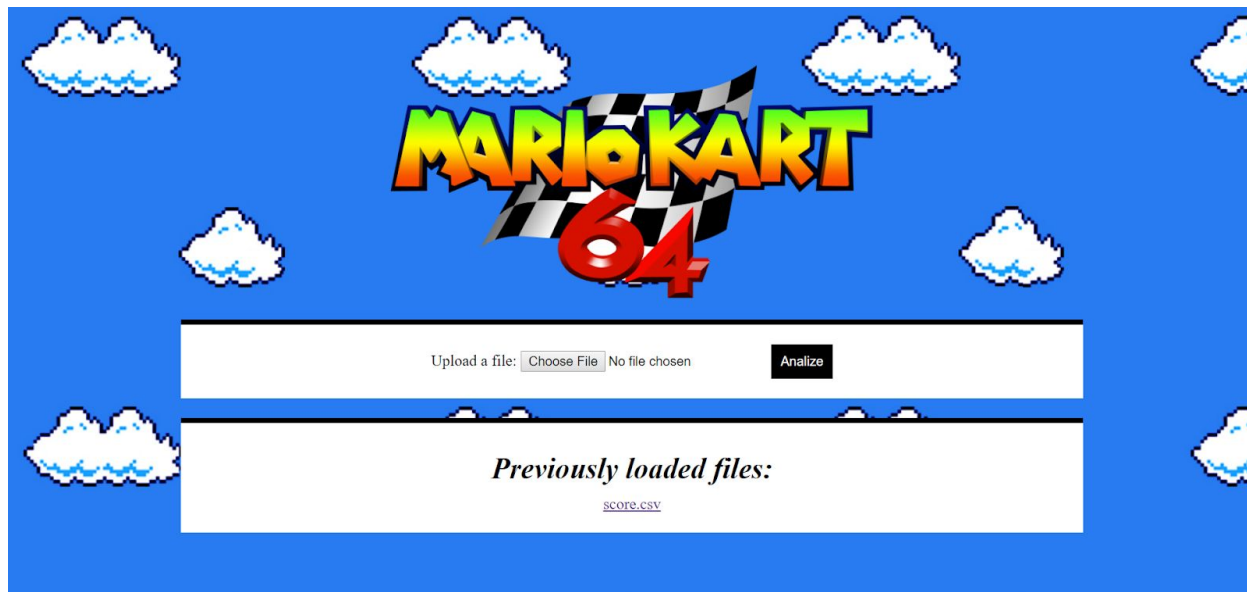 MARIO KART
64
Upload a file: Choose File No file chosen Analize
Previously loaded files:
score.csv